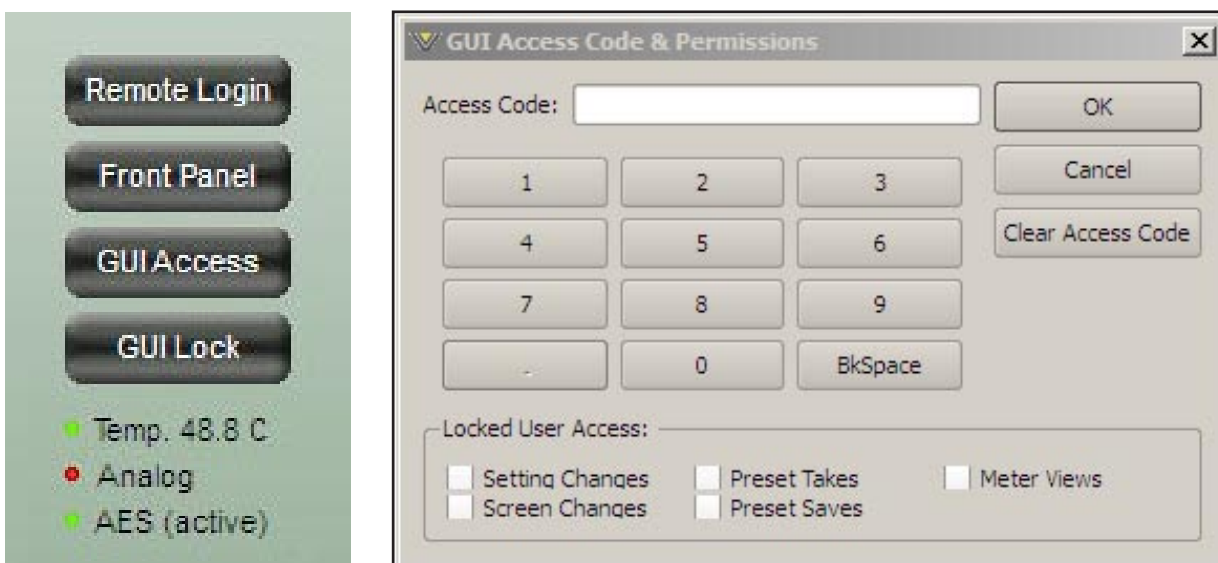 Remote Login
Front Panel
GUI Access
GUI Lock
Temp. 48.8 C
Analog
AES (active)
GUI Access Code & Permissions
Access Code:
OK
1 2 3 Cancel
4 5 6 Clear Access Code
7 8 9
. 0 BkSpace
Locked User Access:
Setting Changes Preset Takes Meter Views
Screen Changes Preset Saves